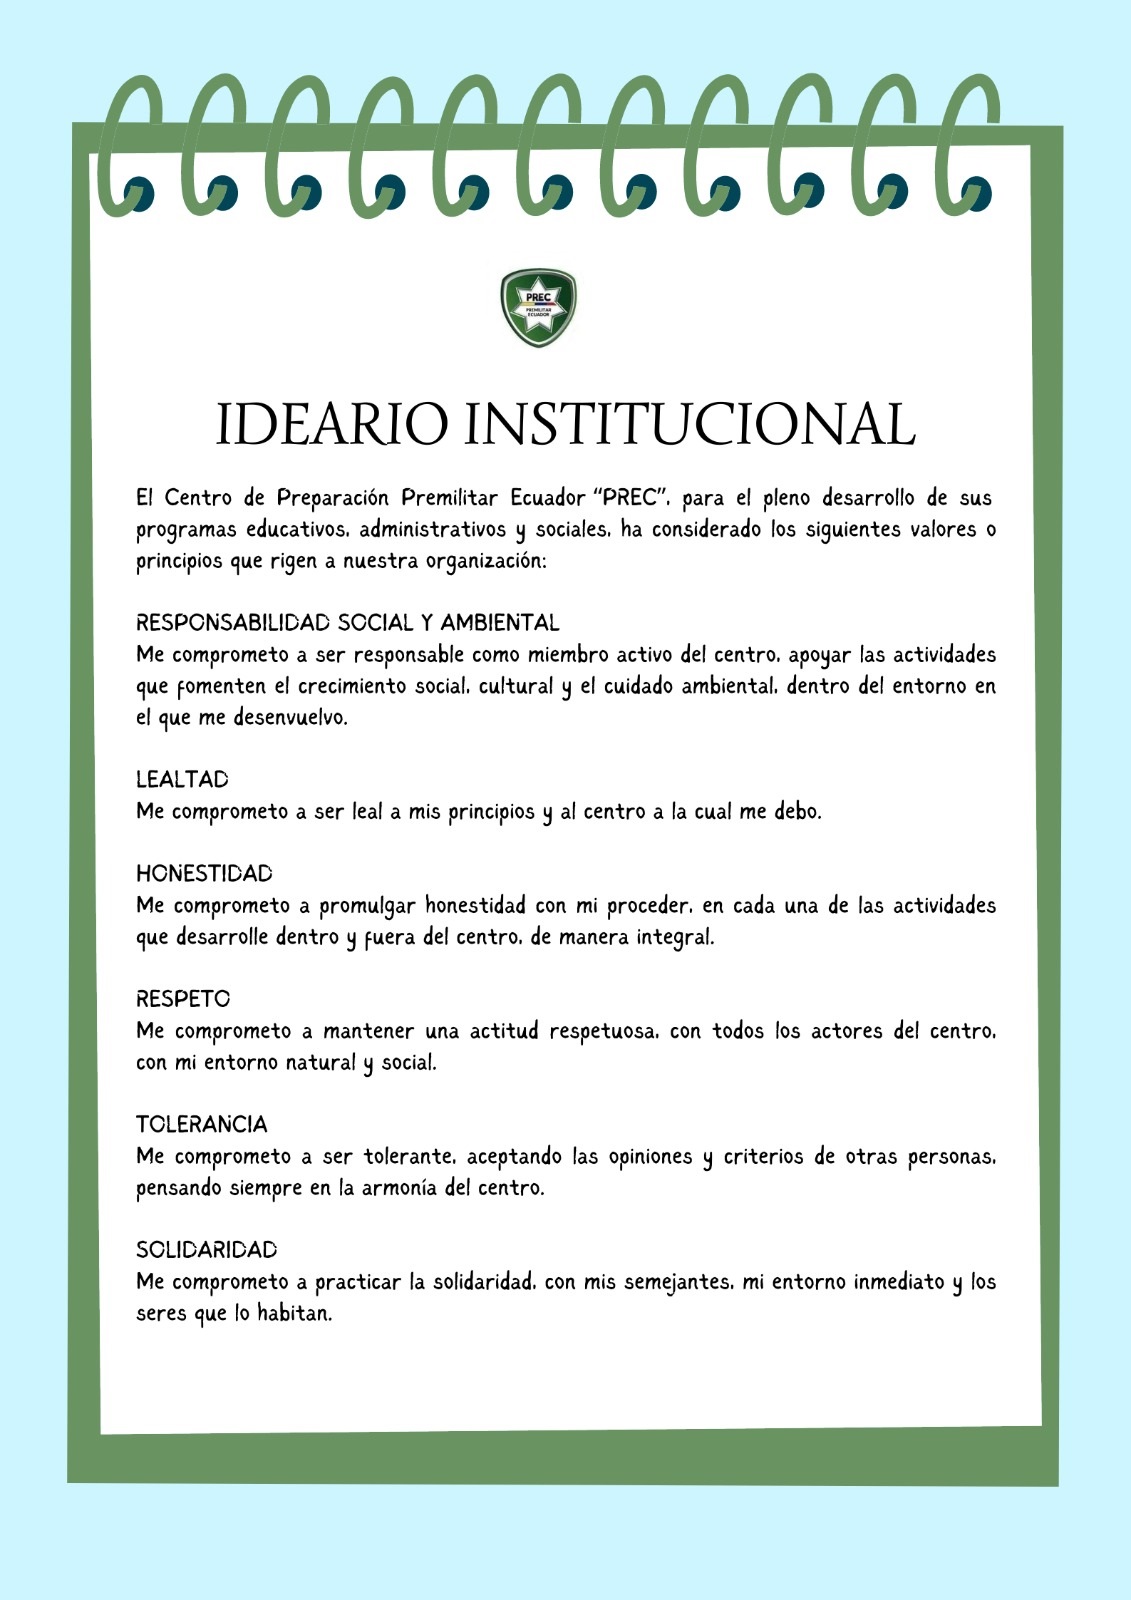 PREC
PREMILITAR
ECUADOR
IDEARIO INSTITUCIONAL
El Centro de Preparación Premilitar Ecuador “PREC”, para el pleno desarrollo de sus
programas educativos, administrativos y sociales, ha considerado los siguientes valores o
principios que rigen a nuestra organización:
RESPONSABILIDAD SOCIAL Y AMBIENTAL
Me comprometo a ser responsable como miembro activo del centro, apoyar las actividades
que fomenten el crecimiento social, cultural y el cuidado ambiental, dentro del entorno en
el que me desenvuelvo.
LEALTAD
Me comprometo a ser leal a mis principios y al centro a la cual me debo.
HONESTIDAD
Me comprometo a promulgar honestidad con mi proceder, en cada una de las actividades
que desarrolle dentro y fuera del centro, de manera integral.
RESPETO
Me comprometo a mantener una actitud respetuosa, con todos los actores del centro,
con mi entorno natural y social.
TOLERANCIA
Me comprometo a ser tolerante, aceptando las opiniones y criterios de otras personas,
pensando siempre en la armonía del centro.
SOLIDARIDAD
Me comprometo a practicar la solidaridad, con mis semejantes, mi entorno inmediato y los
seres que lo habitan.